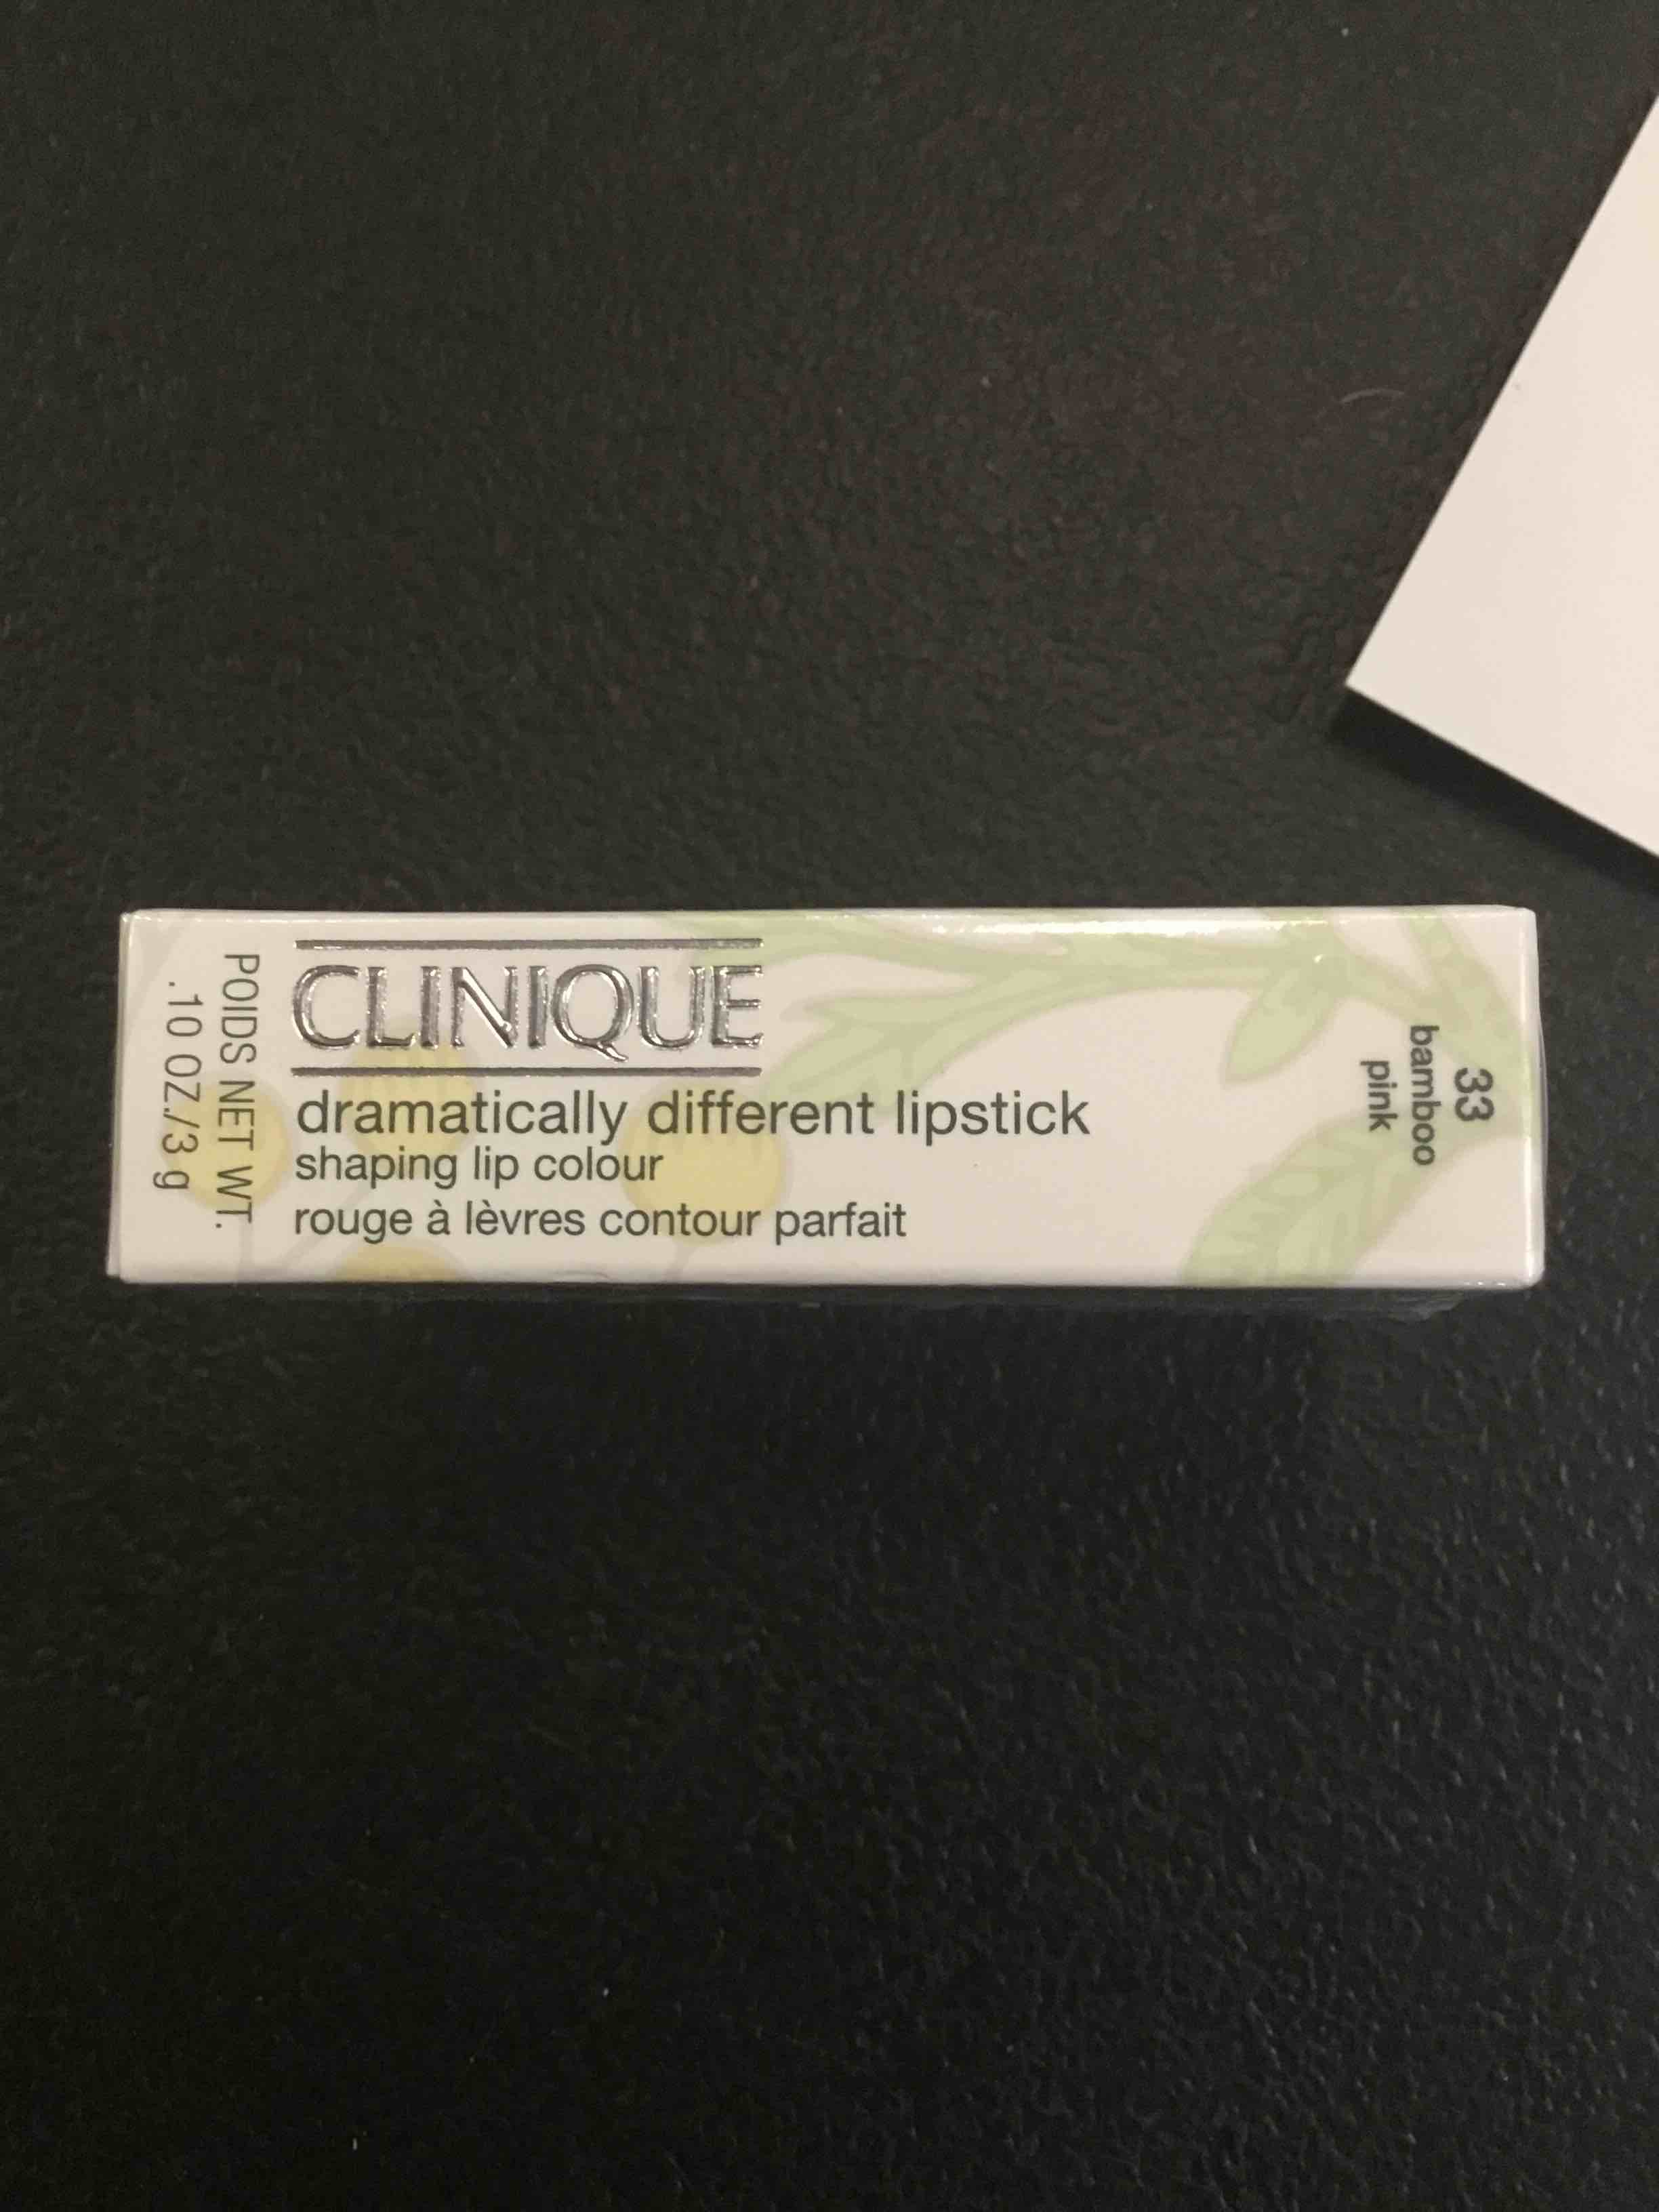 CLINIQUE
dramatically different lipstick
shaping lip colour
rouge à lèvres contour parfait
POIDS NET WT.
.10 OZ./3 g
33
bamboo
pink